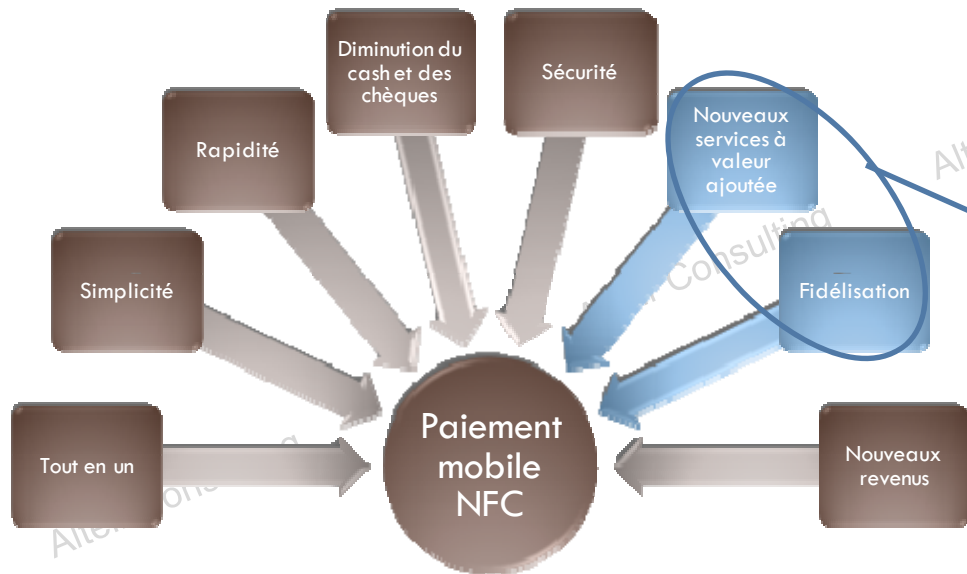 Diminution du
cash et des
chèques
Sécurité
Rapidité
Nouveaux
services à
valeur
ajoutée
Simplicité
Fidélisation
Tout en un
Paiement
mobile
NFC
Nouveaux
revenus
Consulting